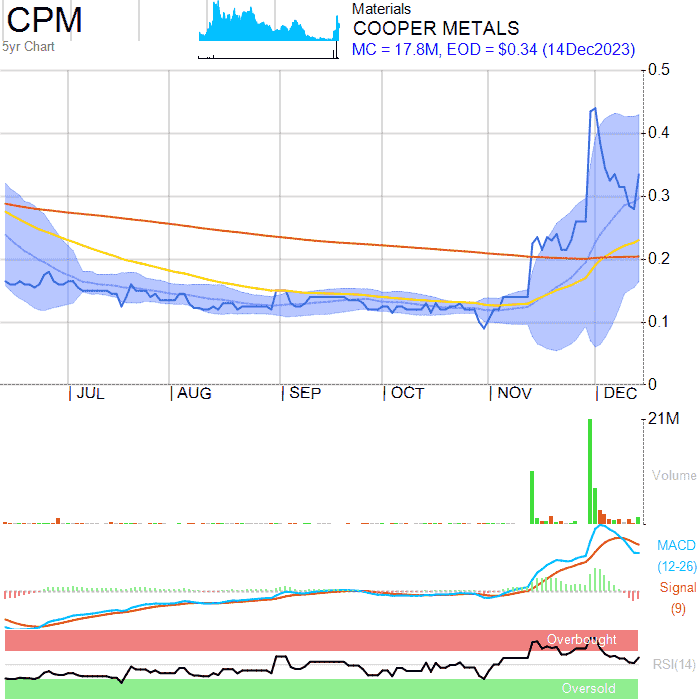 CPM
5yr Chart
Materials
COOPER METALS
MC = 17.8M, EOD = $0.34 (14Dec2023)
0.5
0.4
0.3
0.2
0.1
0
JUL
AUG
SEP
OCT
NOV
DEC
21M
Volume
MACD
(12-26)
Signal
(9)
Overbought
RSI(14)
Oversold